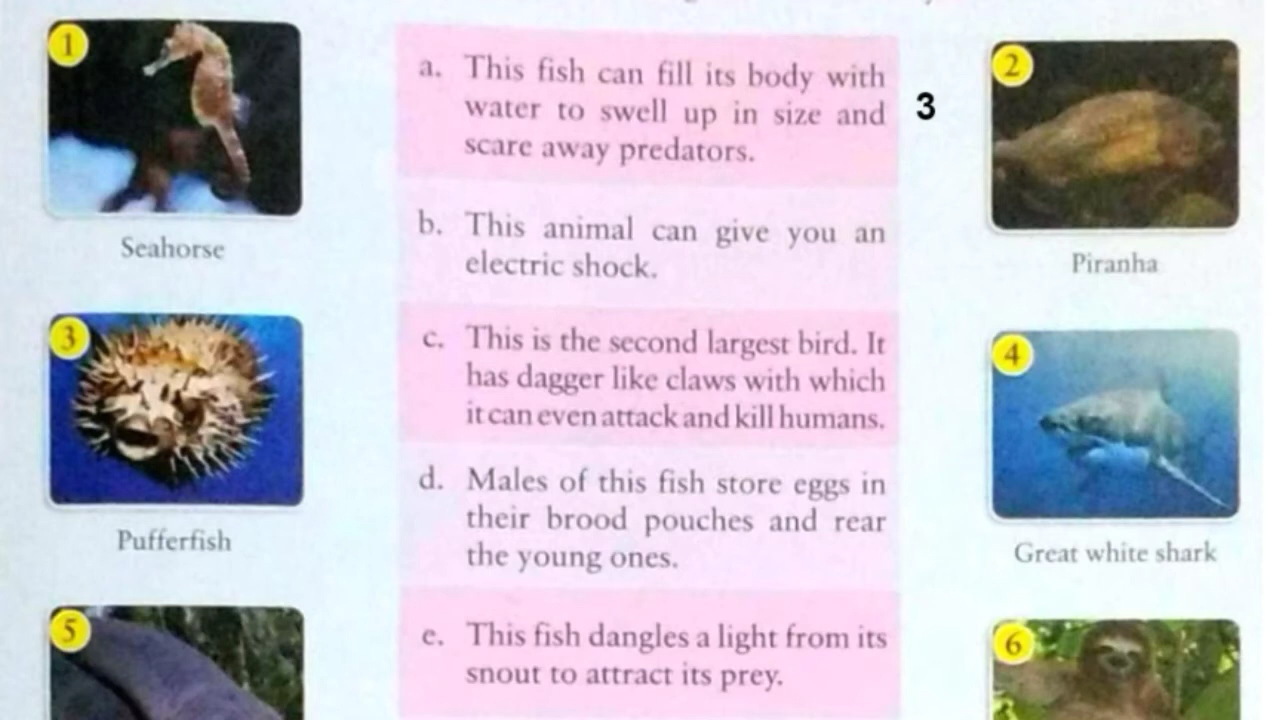 1
a. This fish can fill its body with
water to swell up in size and
scare away predators.
3
2
Seahorse
b. This animal can give you an
electric shock.
Piranha
3
c. This is the second largest bird. It
has dagger like claws with which
it can even attack and kill humans.
4
Pufferfish
d. Males of this fish store eggs in
their brood pouches and rear
the young ones.
Great white shark
5
e. This fish dangles a light from its
snout to attract its prey.
6